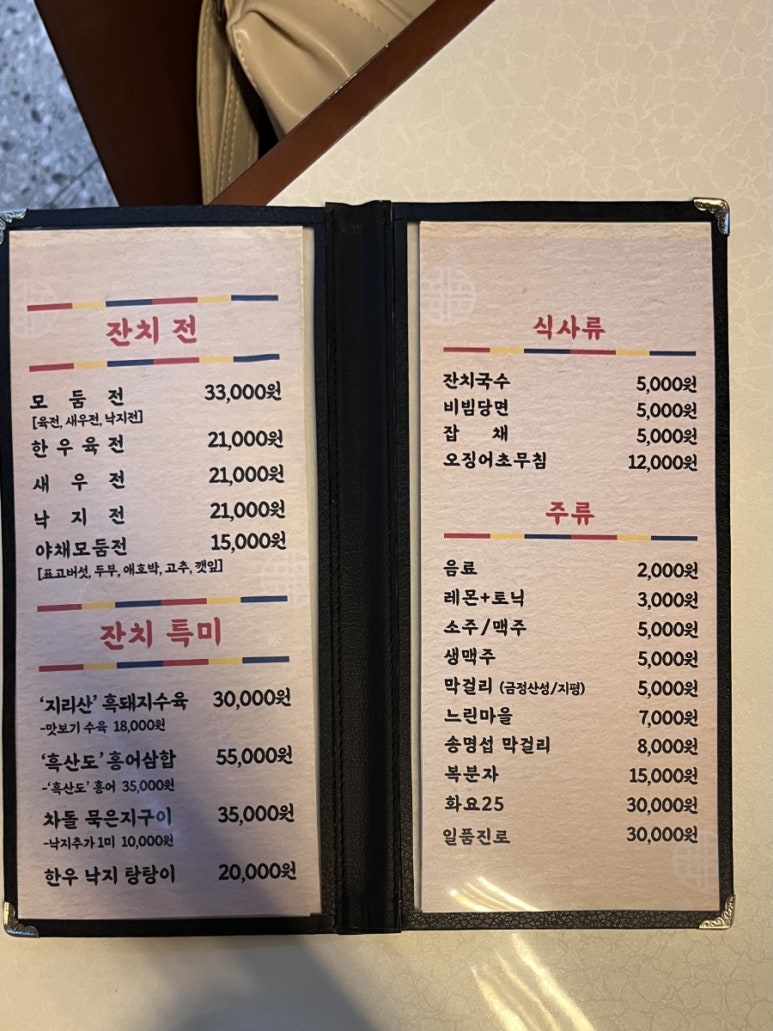 잔치 전
모 둠 전 33,000원
[육전, 새우전, 낙지전]
한 우 육 전 21,000원
새 우 전 21,000원
낙 지 전 21,000원
야채모둠전 15,000원
[표고버섯, 두부, 애호박, 고추, 깻잎]
잔치 특미
'지리산' 흑돼지수육 30,000원
-맛보기 수육 18,000원
'흑산도' 홍어삼합 55,000원
-'흑산도' 홍어 35,000원
차돌 묵은지구이 35,000원
-낙지추가 1미 10,000원
한우 낙지 탕탕이 20,000원
식사류
잔치국수 5,000원
비빔당면 5,000원
잡 채 5,000원
오징어초무침 12,000원
주류
음료 2,000원
레몬+토닉 3,000원
소주/맥주 5,000원
생맥주 5,000원
막걸리 (금정산성/지평) 5,000원
느린마을 7,000원
송명섭 막걸리 8,000원
복분자 15,000원
화요25 30,000원
일품진로 30,000원